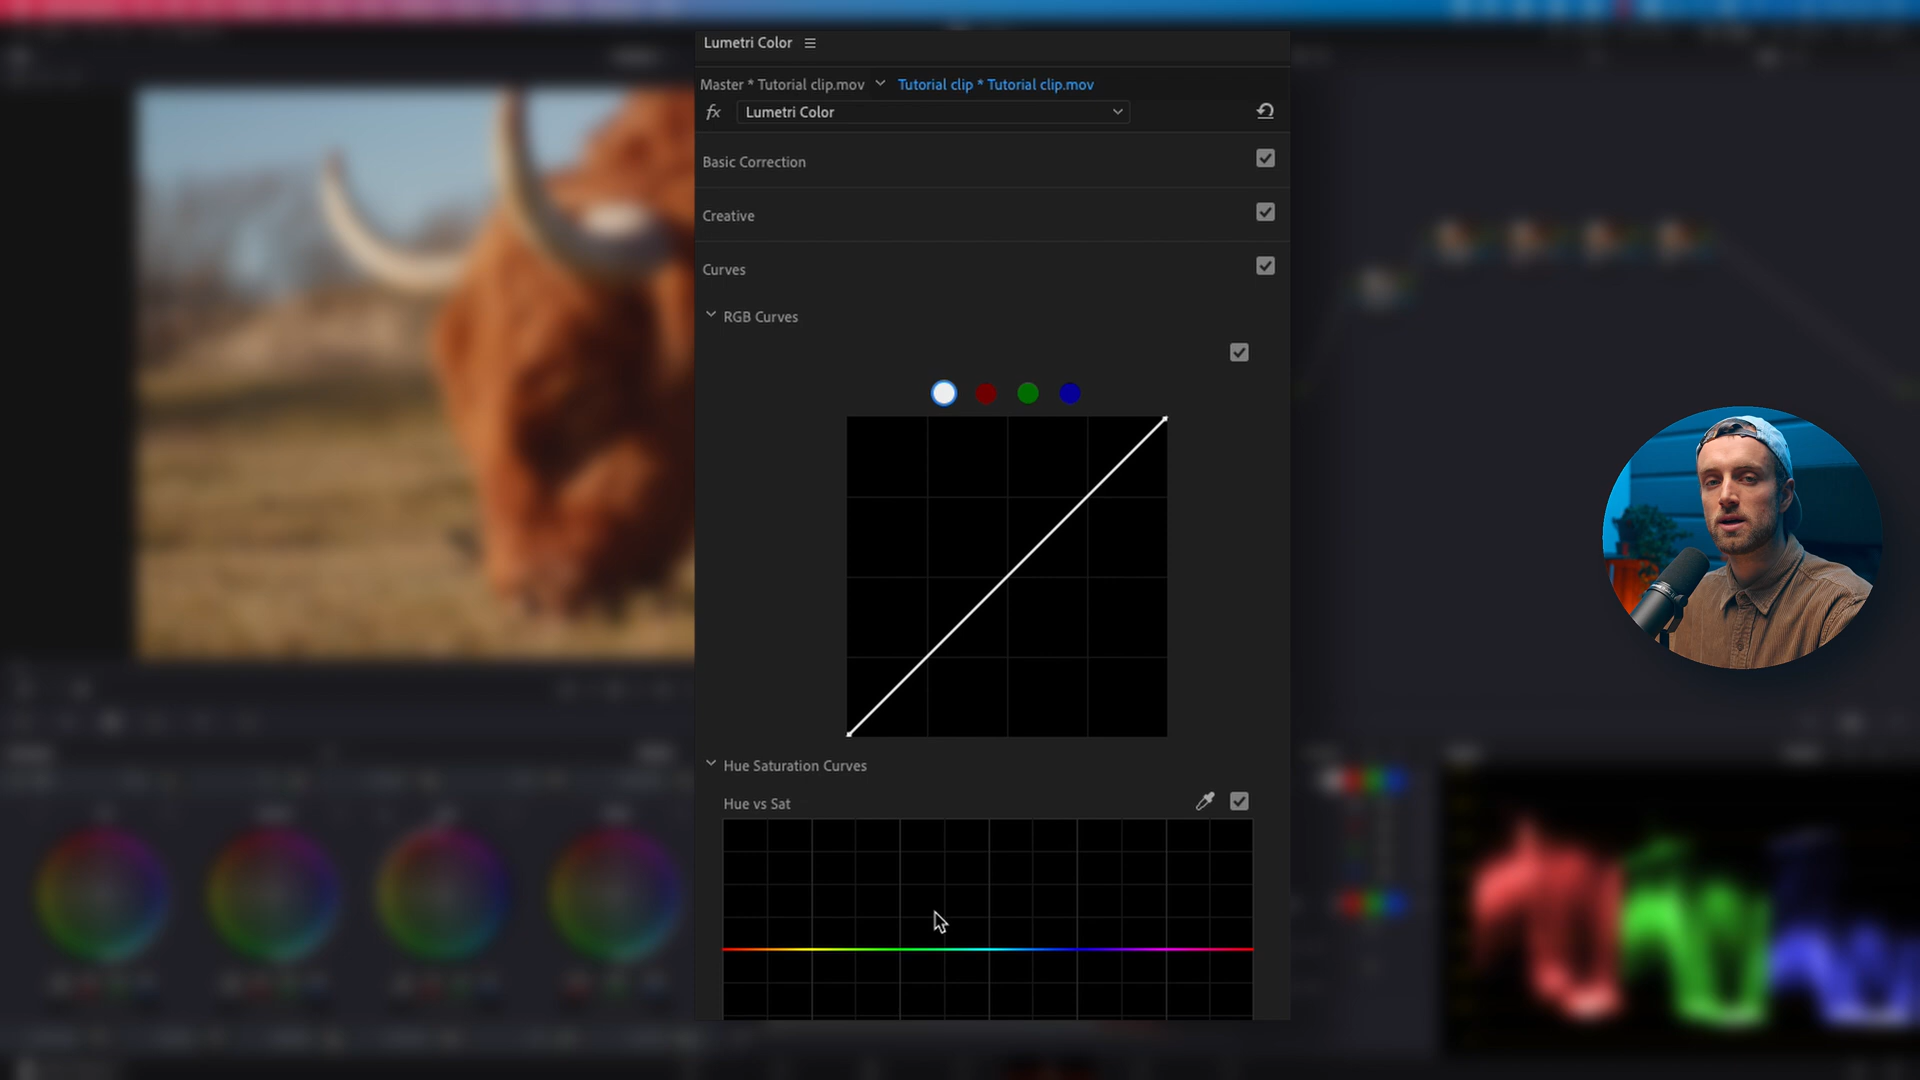 Lumetri Color
Master * Tutorial clip.mov
Tutorial clip * Tutorial clip.mov
fx
Lumetri Color
Basic Correction
Creative
Curves
RGB Curves
Hue Saturation Curves
Hue vs Sat